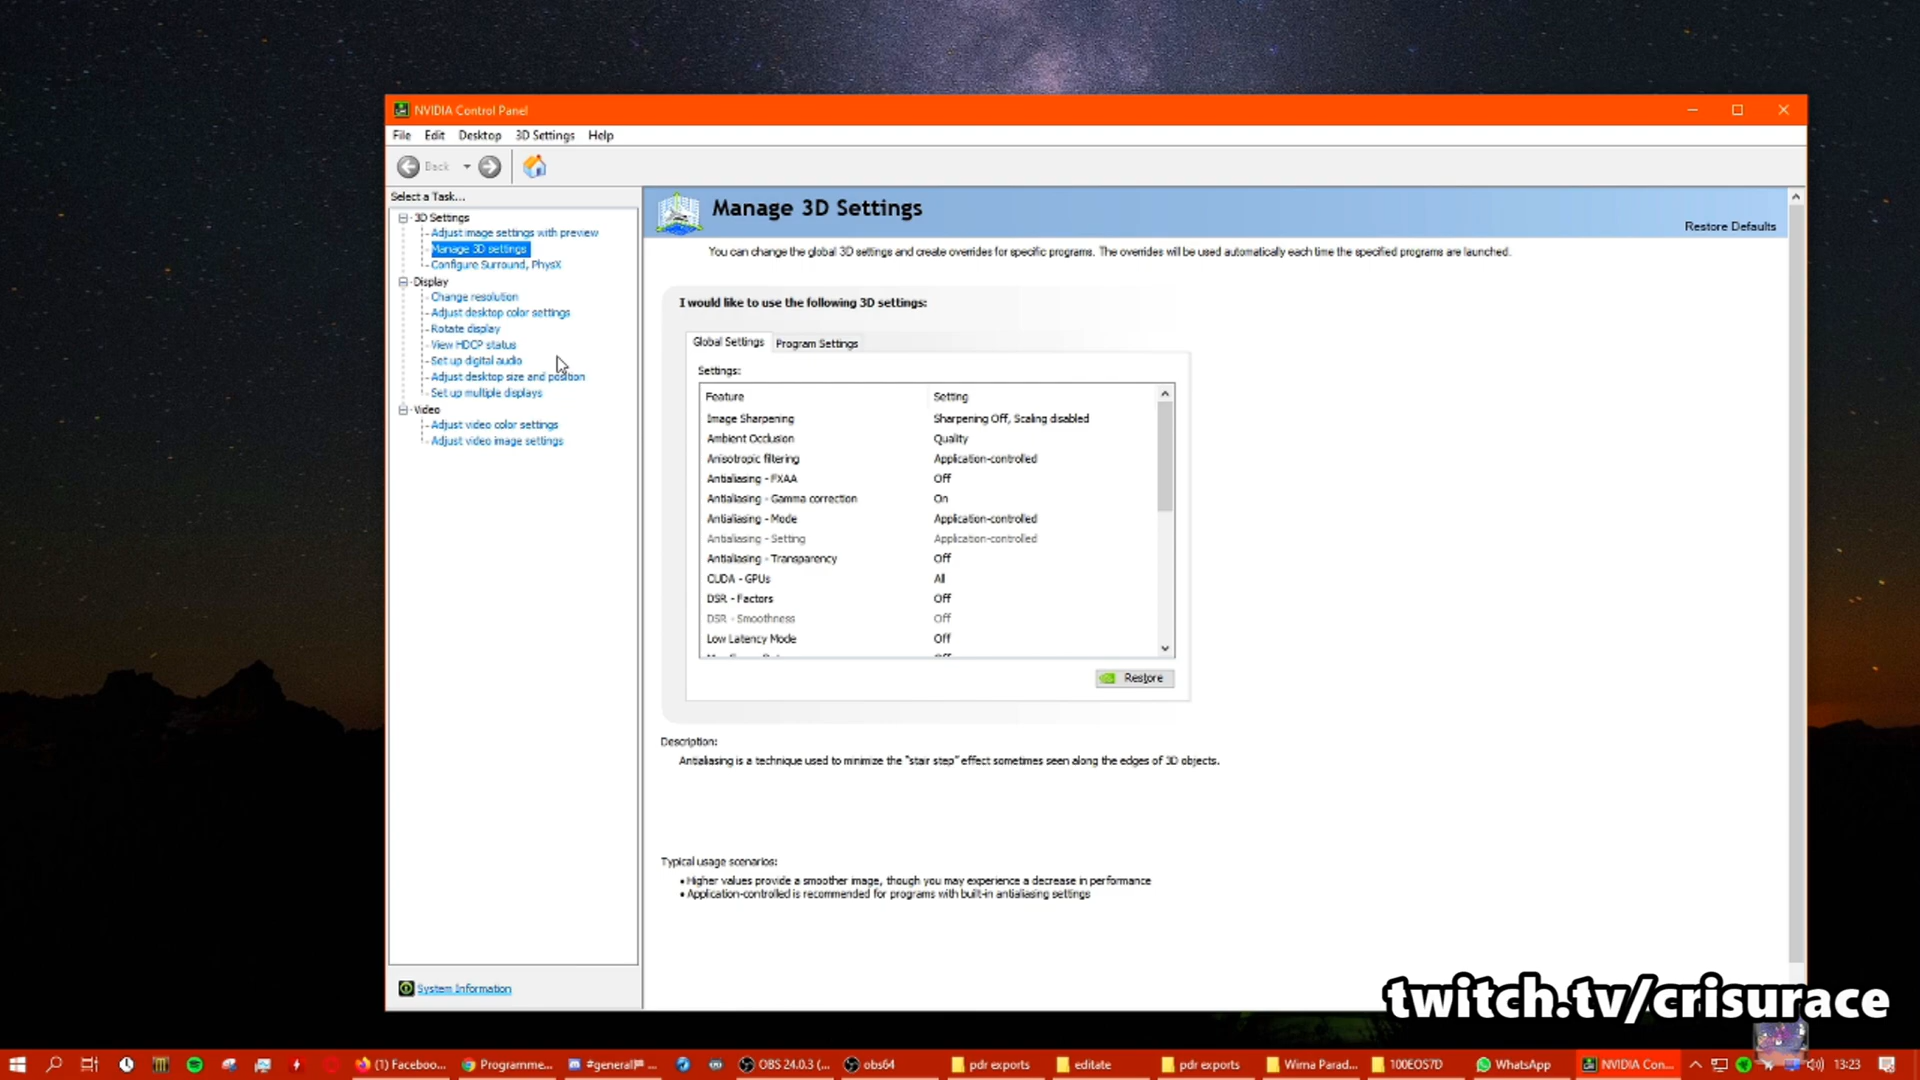 NVIDIA Control Panel
File Edit Desktop 3D Settings Help
Back
Select a Task...
3D Settings
Adjust image settings with preview
Manage 3D settings
Configure Surround, PhysX
Display
Change resolution
Adjust desktop color settings
Rotate display
View HDCP status
Set up digital audio
Adjust desktop size and position
Set up multiple displays
Video
Adjust video color settings
Adjust video image settings
System Information
Manage 3D Settings
Restore Defaults
You can change the global 3D settings and create overrides for specific programs. The overrides will be used automatically each time the specified programs are launched.
I would like to use the following 3D settings:
Global Settings Program Settings
Settings:
Feature Setting
Image Sharpening Sharpening Off, Scaling disabled
Ambient Occlusion Quality
Anisotropic filtering Application-controlled
Antialiasing - FXAA Off
Antialiasing - Gamma correction On
Antialiasing - Mode Application-controlled
Antialiasing - Setting Application-controlled
Antialiasing - Transparency Off
CUDA - GPUs All
DSR - Factors Off
DSR - Smoothness Off
Low Latency Mode Off
Restore
Description:
Antialiasing is a technique used to minimize the "stair step" effect sometimes seen along the edges of 3D objects.
Typical usage scenarios:
• Higher values provide a smoother image, though you may experience a decrease in performance
• Application-controlled is recommended for programs with built-in antialiasing settings
twitch.tv/crisurace
(1) Faceboo... Programme... #general... OBS 24.0.3 (... obs64 pdr exports editate pdr exports Wima Parad... 100EOS7D WhatsApp NVIDIA Con... 13:23